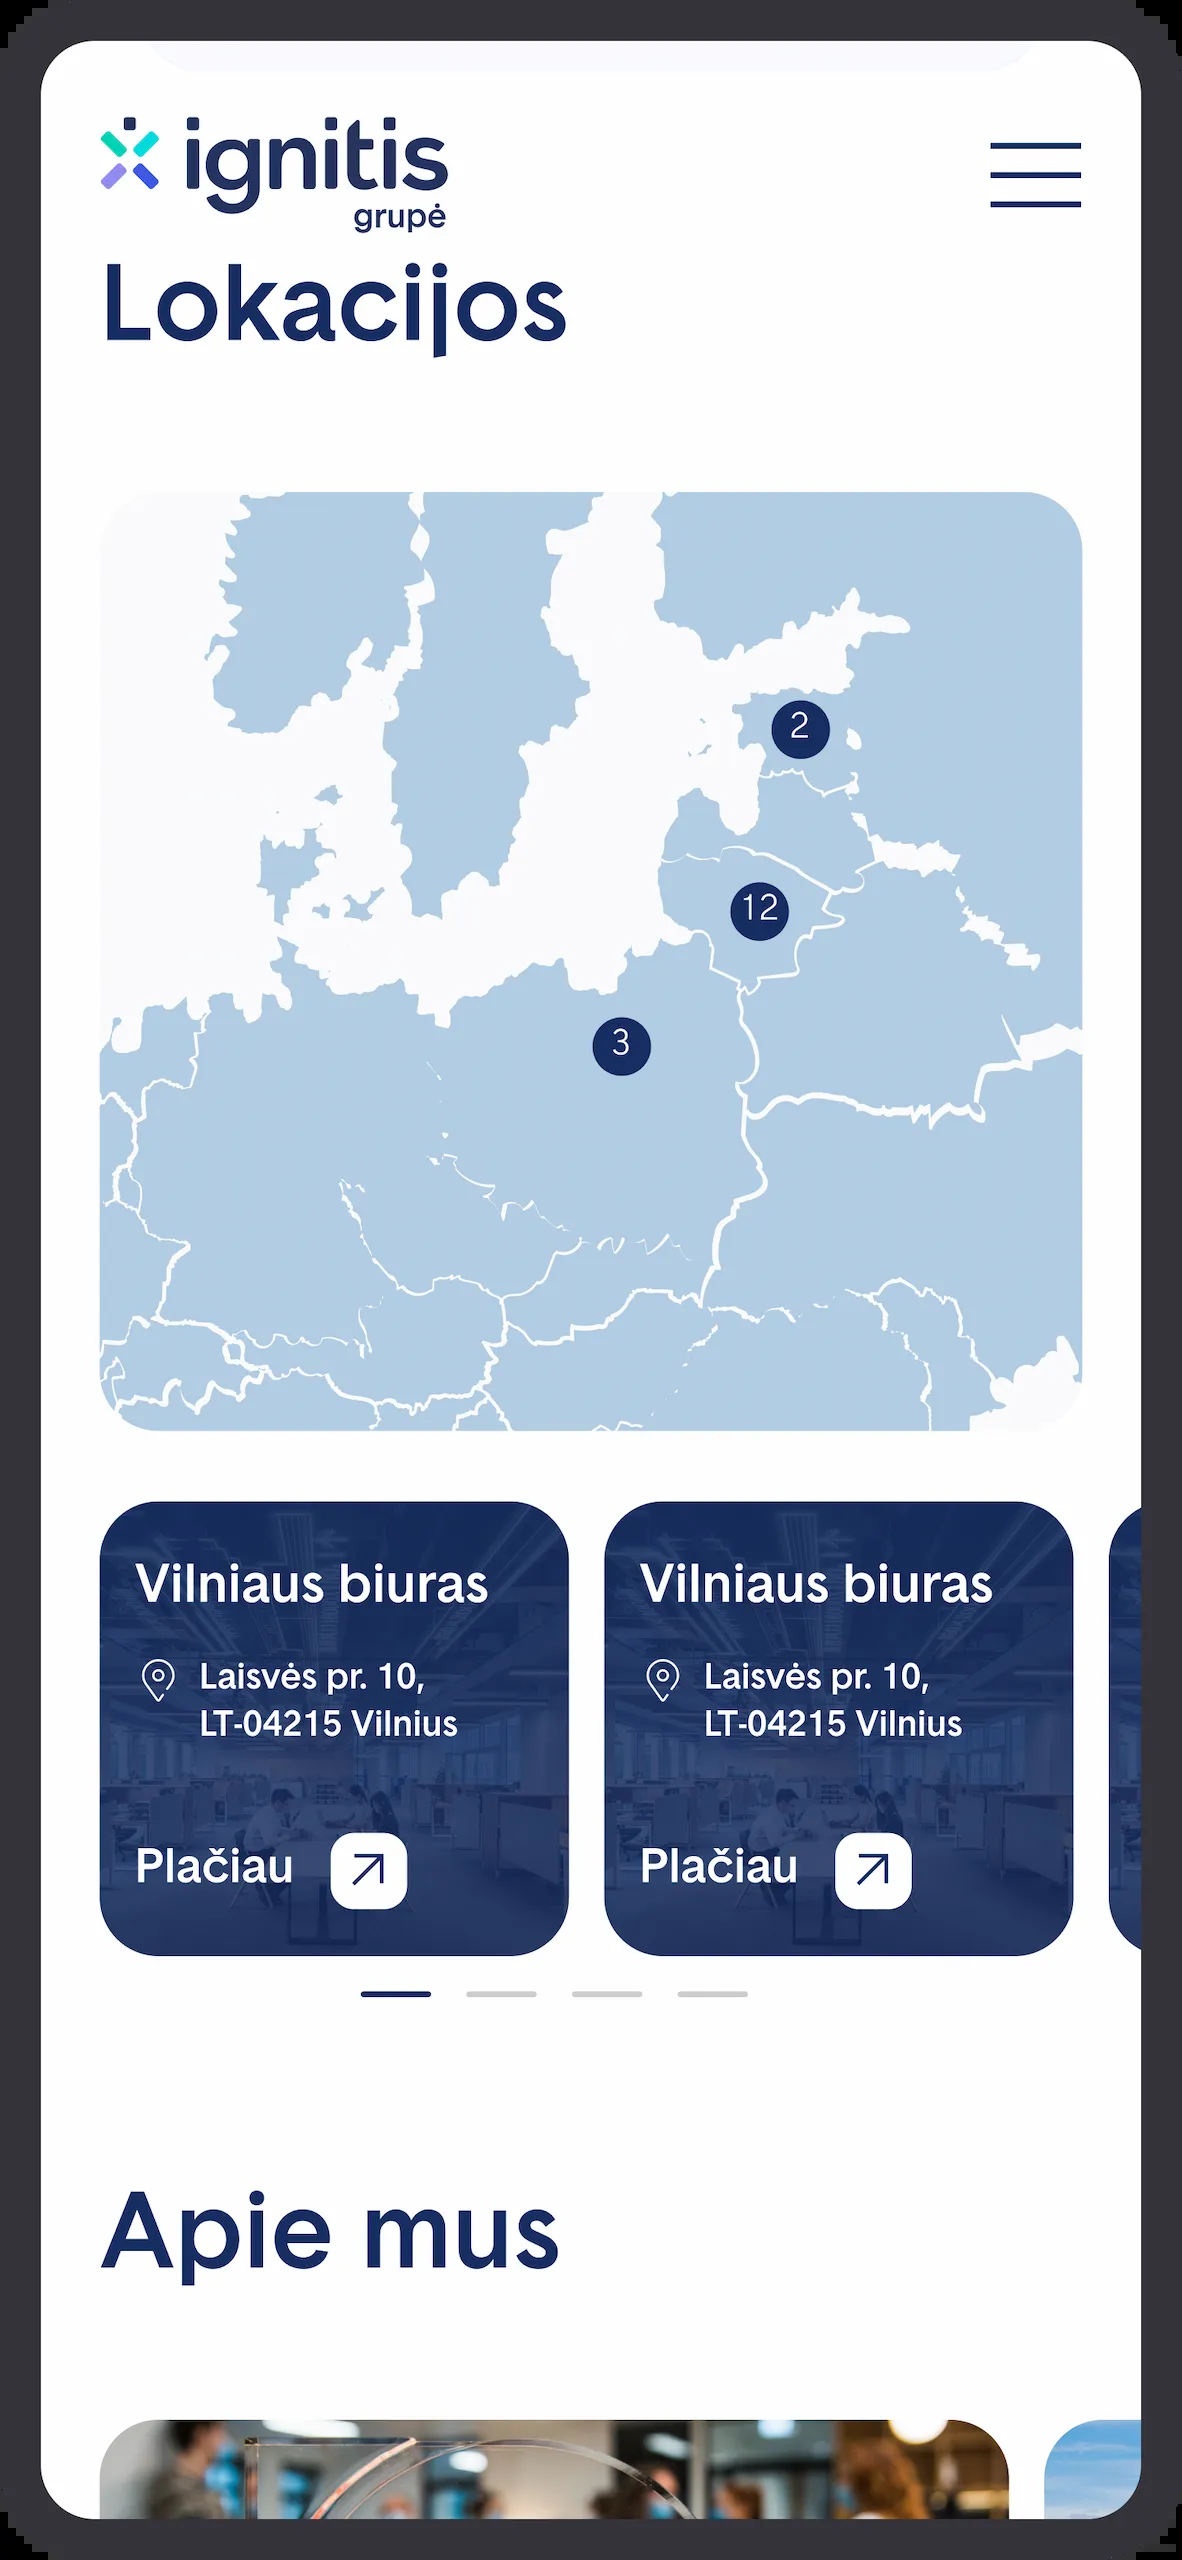 ignitis
grupė
Lokacijos
2
12
3
Vilniaus biuras
Laisvės pr. 10,
LT-04215 Vilnius
Plačiau
Vilniaus biuras
Laisvės pr. 10,
LT-04215 Vilnius
Plačiau
Apie mus